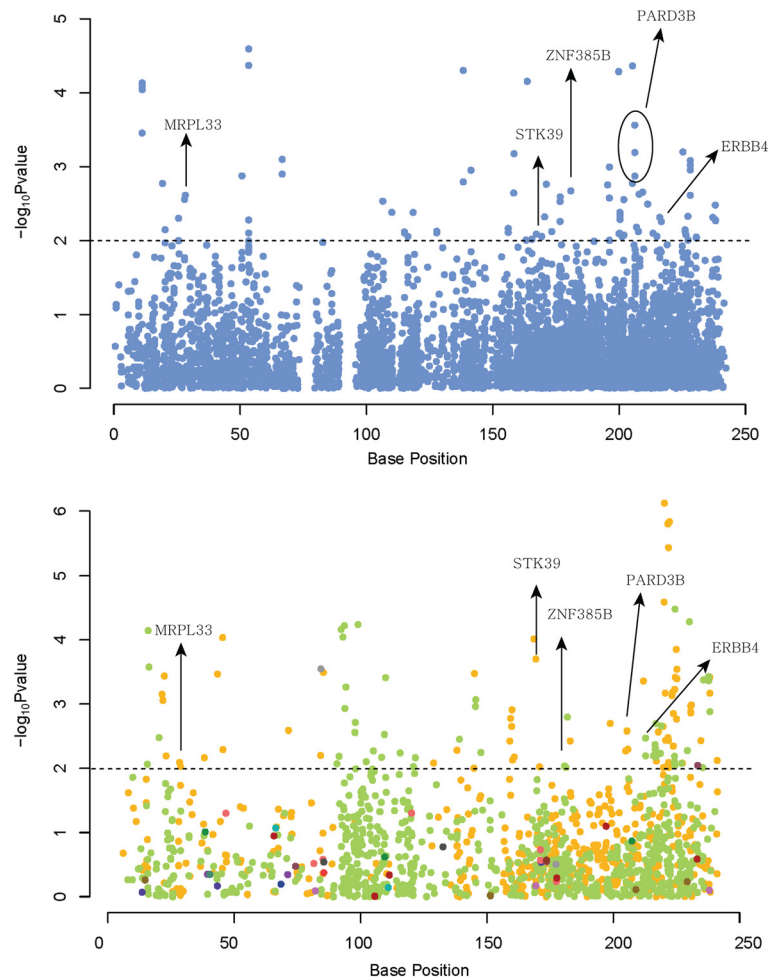 PARD3B
ZNF385B
MRPL33
STK39
ERBB4
−log10Pvalue
5
4
3
2
1
0
0 50 100 150 200 250
Base Position
STK39
PARD3B
ZNF385B
MRPL33
ERBB4
−log10Pvalue
6
5
4
3
2
1
0
0 50 100 150 200 250
Base Position